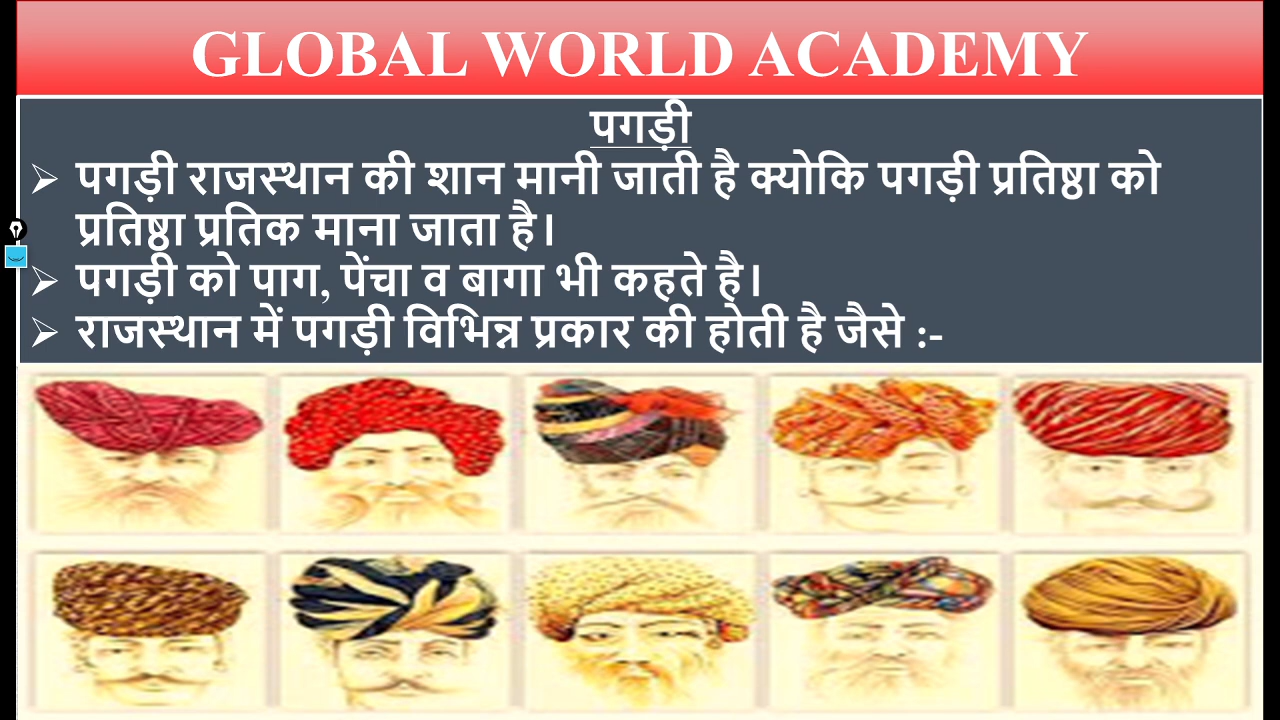 GLOBAL WORLD ACADEMY
पगड़ी
➢ पगड़ी राजस्थान की शान मानी जाती है क्योकि पगड़ी प्रतिष्ठा को
प्रतिष्ठा प्रतिक माना जाता है।
➢ पगड़ी को पाग, पेंचा व बागा भी कहते है।
➢ राजस्थान में पगड़ी विभिन्न प्रकार की होती है जैसे :-